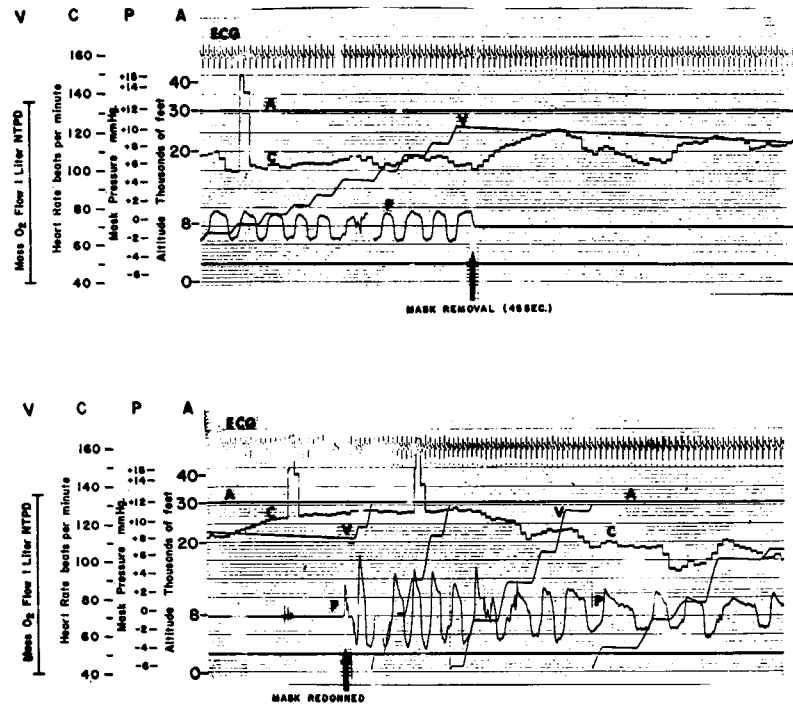 V C P A
ECG
Mass O₂ Flow 1 Liter NTPD
Heart Rate beats per minute
Mask Pressure mmHg
Altitude Thousands of feet
160 –
120 –
100 –
80 –
60 –
40 –
+16–
+14–
+12–
+10–
+8–
+6–
+4–
+2–
0–
-2–
-4–
-6–
40–
30–
20–
8–
0–
A
V
C
P
MASK REMOVAL (45SEC.)
V C P A
ECG
Mass O₂ Flow 1 Liter NTPD
Heart Rate beats per minute
Mask Pressure mmHg.
Altitude Thousands of feet
160 –
120 –
100 –
80 –
60 –
40 –
+16–
+14–
+12–
+10–
+8–
+6–
+4–
+2–
0–
-2–
-4–
-6–
40–
30–
20–
8–
0–
A
A
C
V
V
C
P
P
MASK REDONNED